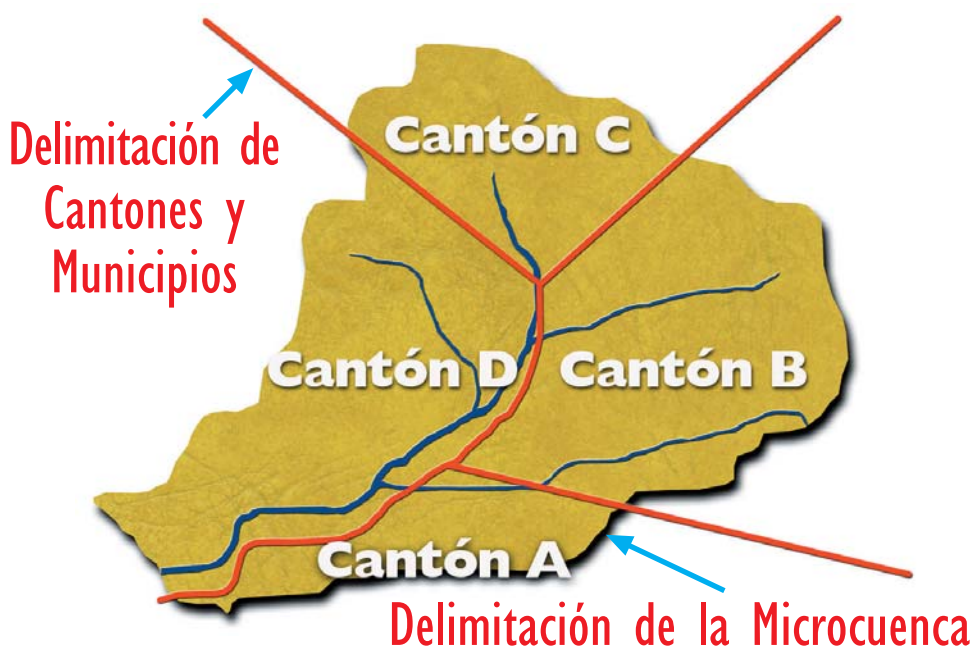 Cantón C
Delimitación de
Cantones y
Municipios
Cantón D
Cantón B
Cantón A
Delimitación de la Microcuenca